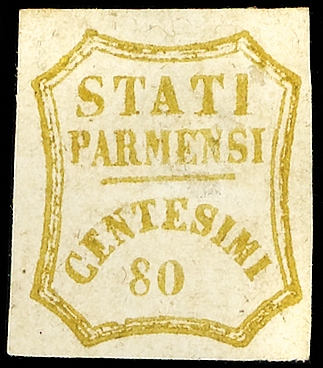 STATI
PARMENSI
CENTESIMI
80